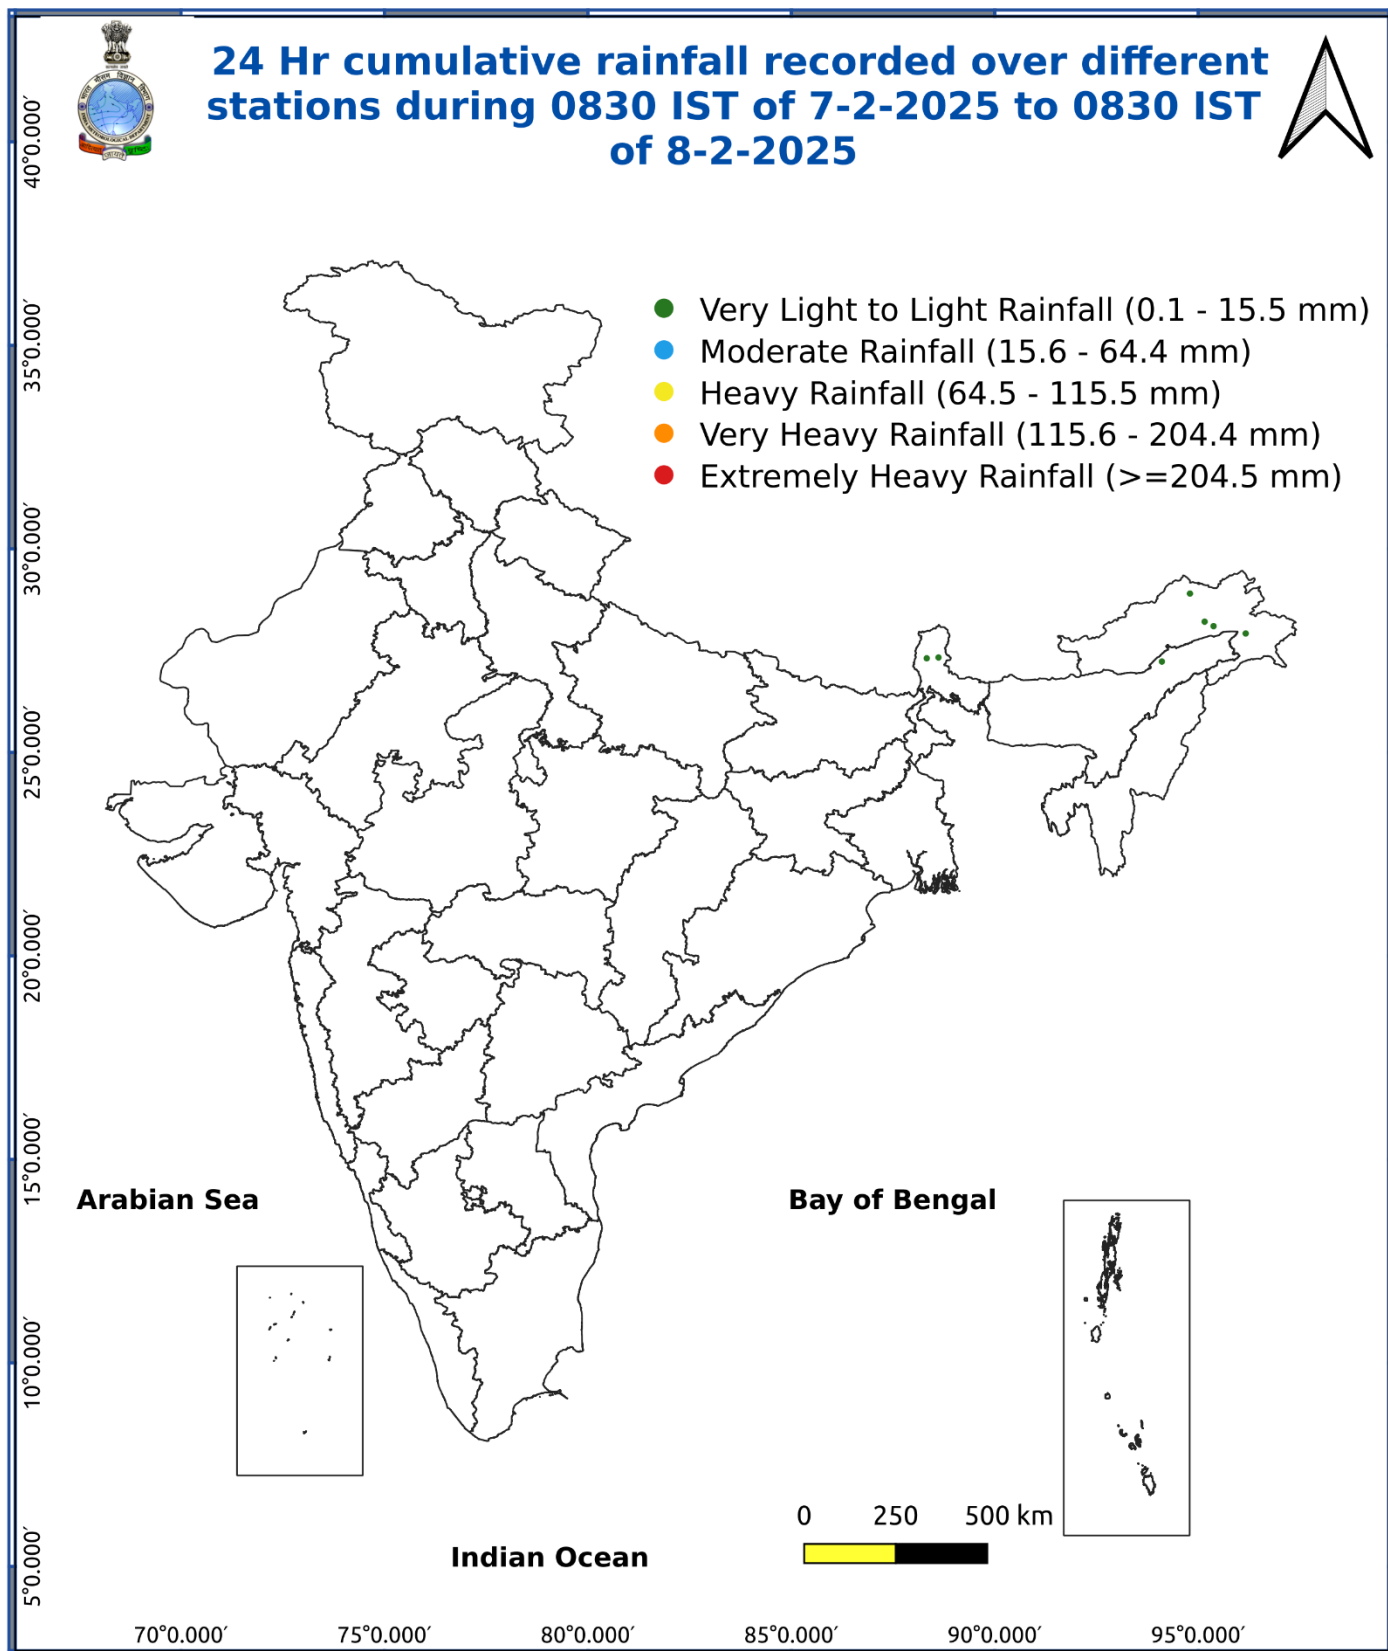 24 Hr cumulative rainfall recorded over different
stations during 0830 IST of 7-2-2025 to 0830 IST
of 8-2-2025
Very Light to Light Rainfall (0.1 - 15.5 mm)
Moderate Rainfall (15.6 - 64.4 mm)
Heavy Rainfall (64.5 - 115.5 mm)
Very Heavy Rainfall (115.6 - 204.4 mm)
Extremely Heavy Rainfall (>=204.5 mm)
40°0.000′
35°0.000′
30°0.000′
25°0.000′
20°0.000′
15°0.000′
10°0.000′
5°0.000′
Arabian Sea
Bay of Bengal
Indian Ocean
0 250 500 km
70°0.000′ 75°0.000′ 80°0.000′ 85°0.000′ 90°0.000′ 95°0.000′